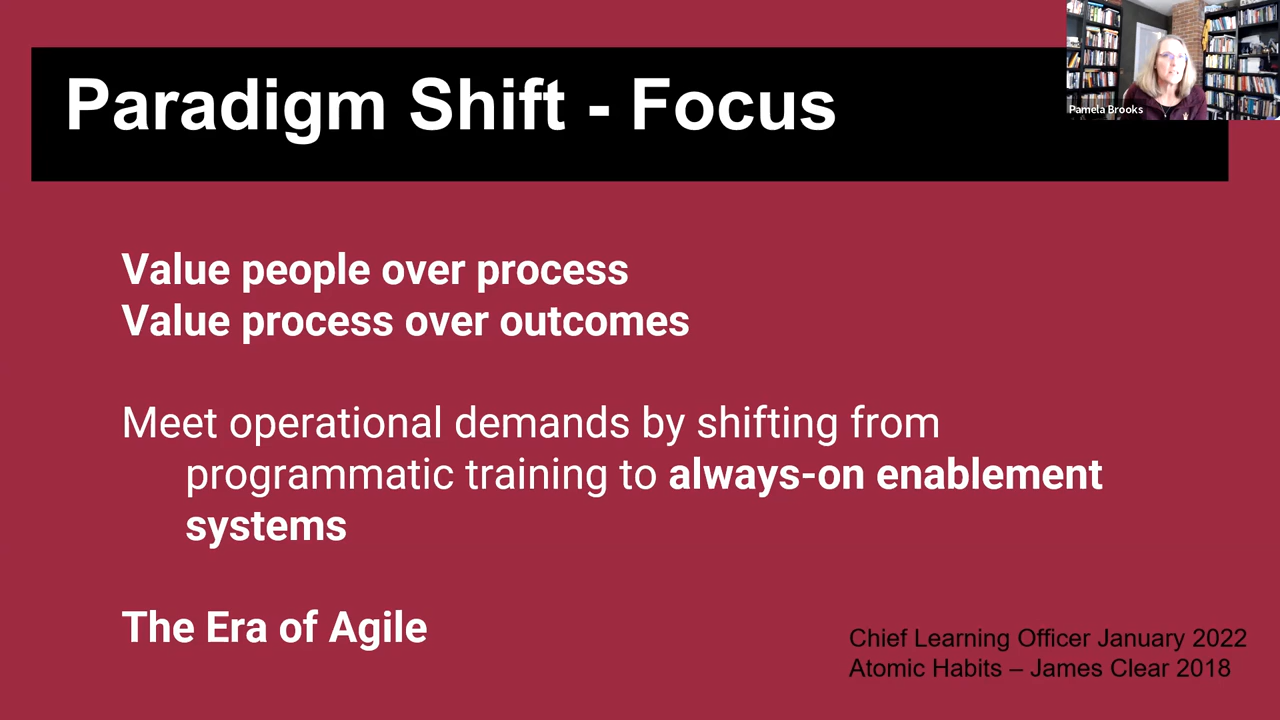 Paradigm Shift - Focus
Pamela Brooks
Value people over process
Value process over outcomes
Meet operational demands by shifting from
programmatic training to always-on enablement
systems
The Era of Agile
Chief Learning Officer January 2022
Atomic Habits – James Clear 2018